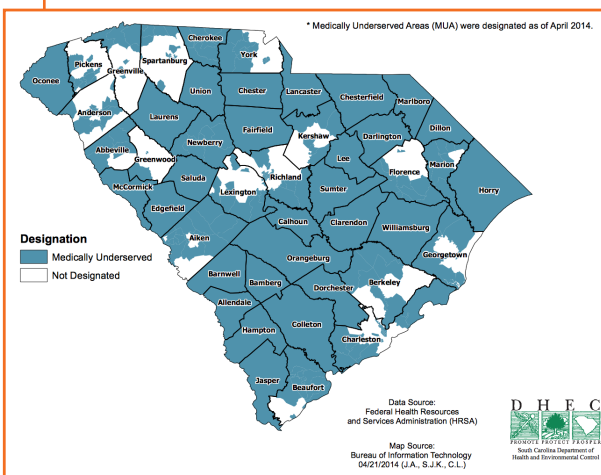 * Medically Underserved Areas (MUA) were designated as of April 2014.
Cherokee
York
Spartanburg
Pickens
Greenville
Oconee
Union
Chester
Lancaster
Chesterfield
Marlboro
Anderson
Laurens
Dillon
Fairfield
Kershaw
Darlington
Abbeville
Newberry
Greenwood
Lee
Marion
Florence
Saluda
Richland
McCormick
Lexington
Sumter
Horry
Edgefield
Calhoun
Clarendon
Williamsburg
Aiken
Georgetown
Orangeburg
Barnwell
Bamberg
Dorchester
Berkeley
Allendale
Colleton
Hampton
Charleston
Jasper
Beaufort
Designation
Medically Underserved
Not Designated
Data Source:
Federal Health Resources
and Services Administration (HRSA)
Map Source:
Bureau of Information Technology
04/21/2014 (J.A., S.J.K., C.L.)
D H E C
PROMOTE PROTECT PROSPER
South Carolina Department of
Health and Environmental Control